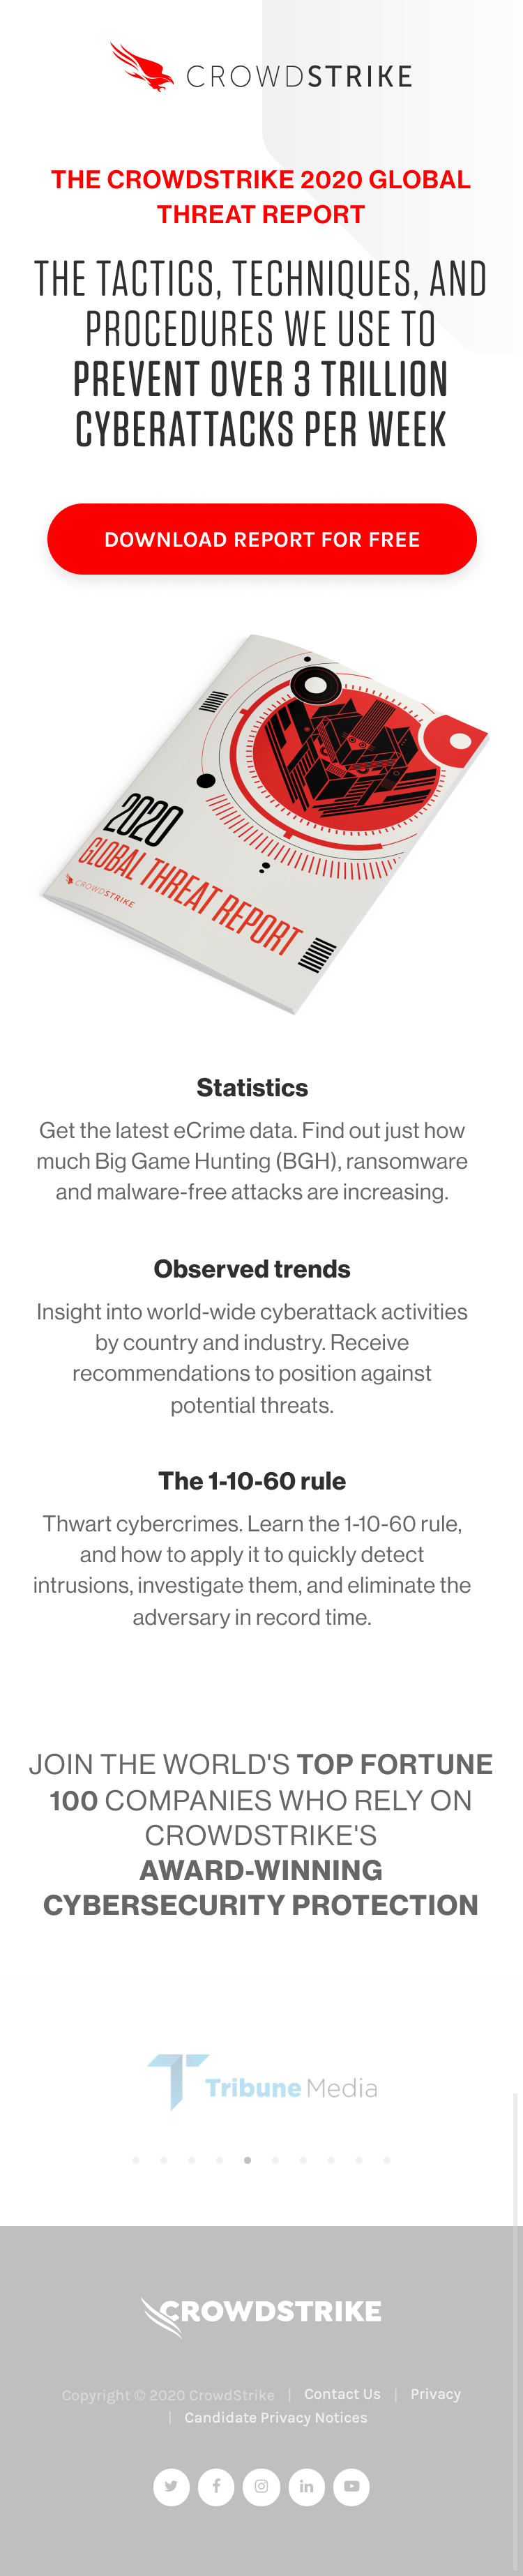 CROWDSTRIKE
THE CROWDSTRIKE 2020 GLOBAL
THREAT REPORT
THE TACTICS, TECHNIQUES, AND
PROCEDURES WE USE TO
PREVENT OVER 3 TRILLION
CYBERATTACKS PER WEEK
DOWNLOAD REPORT FOR FREE
2020
GLOBAL THREAT REPORT
CROWDSTRIKE
Statistics
Get the latest eCrime data. Find out just how
much Big Game Hunting (BGH), ransomware
and malware-free attacks are increasing.
Observed trends
Insight into world-wide cyberattack activities
by country and industry. Receive
recommendations to position against
potential threats.
The 1-10-60 rule
Thwart cybercrimes. Learn the 1-10-60 rule,
and how to apply it to quickly detect
intrusions, investigate them, and eliminate the
adversary in record time.
JOIN THE WORLD'S TOP FORTUNE
100 COMPANIES WHO RELY ON
CROWDSTRIKE'S
AWARD-WINNING
CYBERSECURITY PROTECTION
Tribune Media
CROWDSTRIKE
Copyright © 2020 CrowdStrike | Contact Us | Privacy
| Candidate Privacy Notices